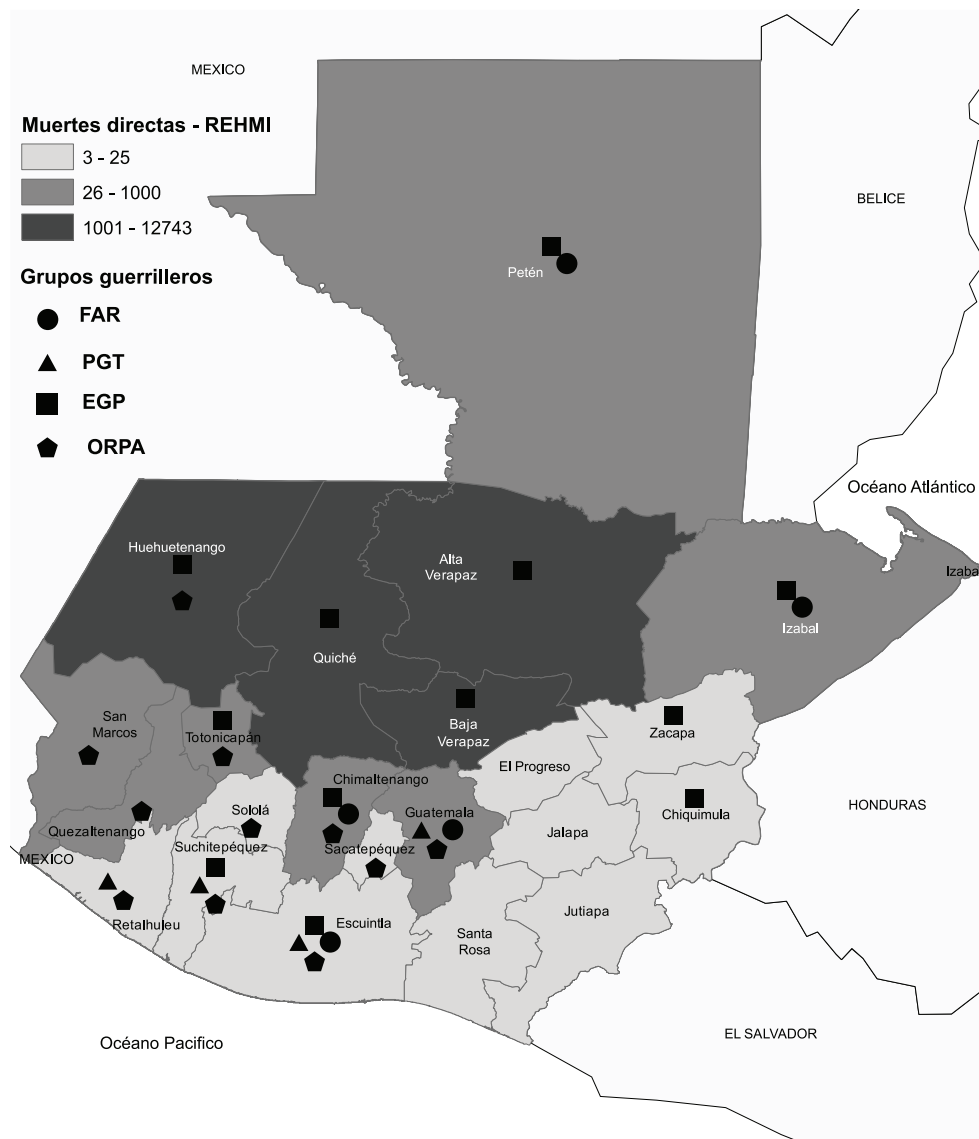 MEXICO
Muertes directas - REHMI
3 - 25
26 - 1000
1001 - 12743
Grupos guerrilleros
FAR
PGT
EGP
ORPA
BELICE
Petén
Océano Atlántico
Huehuetenango
Alta
Verapaz
Izaba
Izabal
Quiché
San
Marcos
Totonicapán
Baja
Verapaz
Zacapa
El Progreso
Chimaltenango
Quezaltenango
Sololá
Guatemala
Chiquimula
HONDURAS
Jalapa
Suchitepéquez
Sacatepéquez
MEXICO
Retalhuleu
Escuintla
Jutiapa
Santa
Rosa
EL SALVADOR
Océano Pacifico